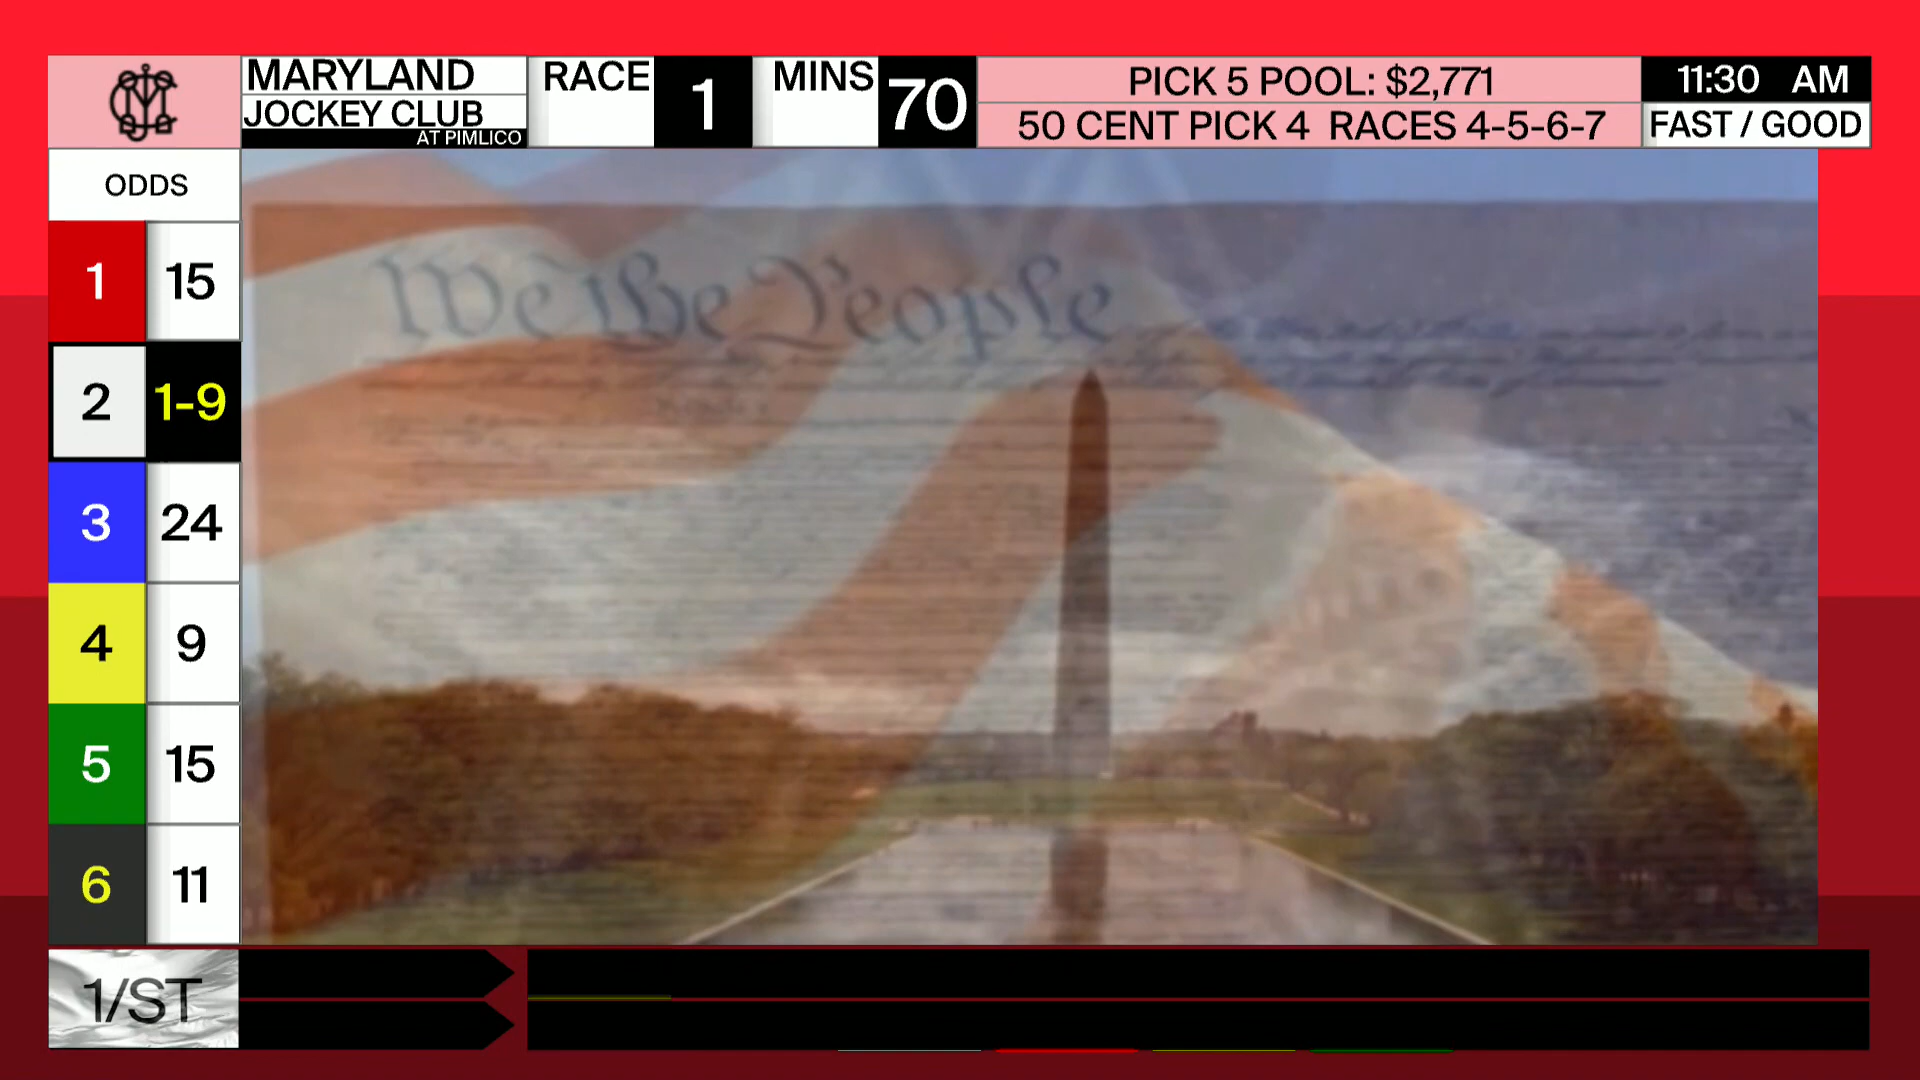 MARYLAND
JOCKEY CLUB
AT PIMLICO
RACE 1 MINS 70
PICK 5 POOL: $2,771
50 CENT PICK 4 RACES 4-5-6-7
11:30 AM
FAST / GOOD
ODDS
1 15
2 1-9
3 24
4 9
5 15
6 11
We the People
1/ST